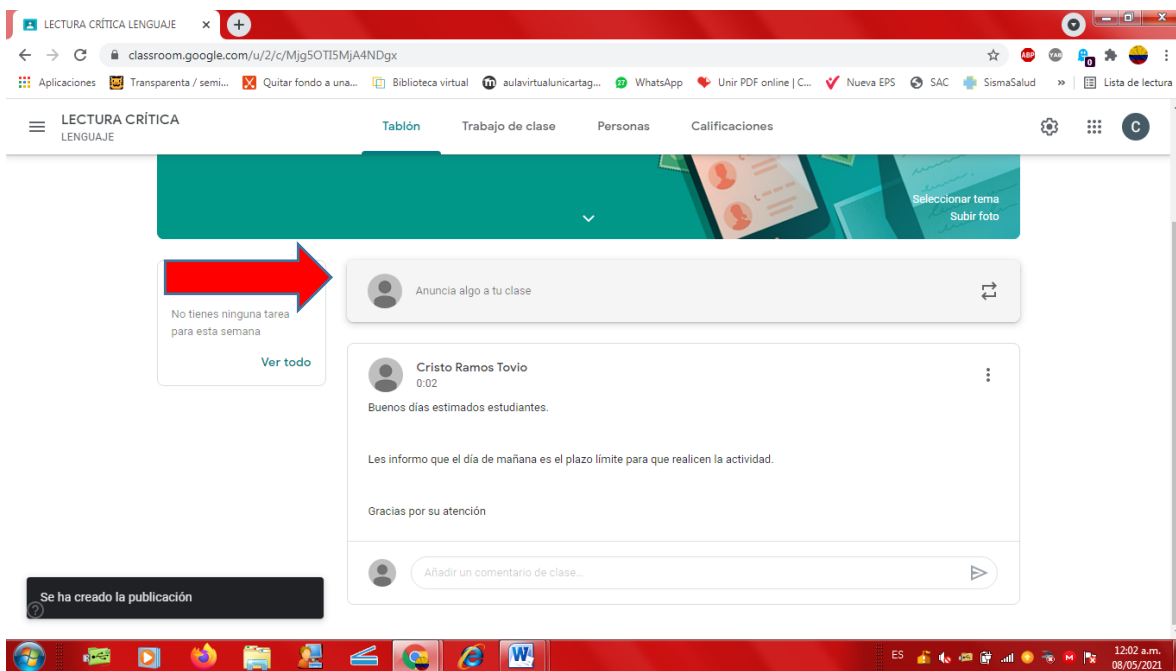 LECTURA CRÍTICA LENGUAJE
classroom.google.com/u/2/c/Mjg5OTI5MjA4NDgx
ABP
YAB
0
Aplicaciones
Transparenta / semi...
Quitar fondo a una...
Biblioteca virtual
aulavirtualunicartag...
27
WhatsApp
Unir PDF online | C...
Nueva EPS
SAC
SismaSalud
»
Lista de lectura
LECTURA CRÍTICA
LENGUAJE
Tablón
Trabajo de clase
Personas
Calificaciones
C
Seleccionar tema
Subir foto
No tienes ninguna tarea
para esta semana
Ver todo
Anuncia algo a tu clase
Cristo Ramos Tovio
0:02
Buenos días estimados estudiantes.
Les informo que el día de mañana es el plazo límite para que realicen la actividad.
Gracias por su atención
Añadir un comentario de clase...
Se ha creado la publicación
ES
12:02 a.m.
08/05/2021